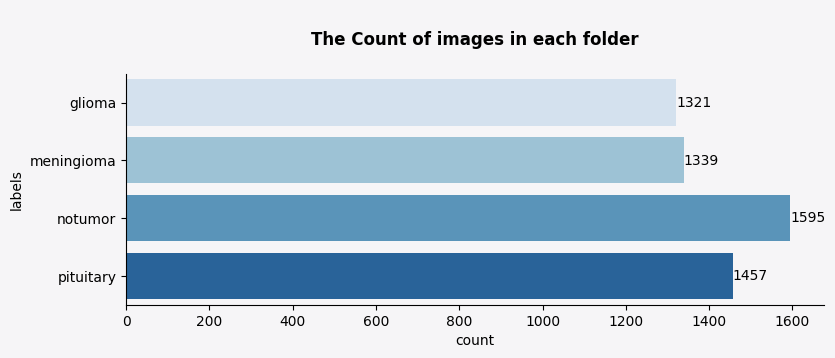 The Count of images in each folder
glioma 1321
meningioma 1339
notumor 1595
pituitary 1457
labels
0 200 400 600 800 1000 1200 1400 1600
count